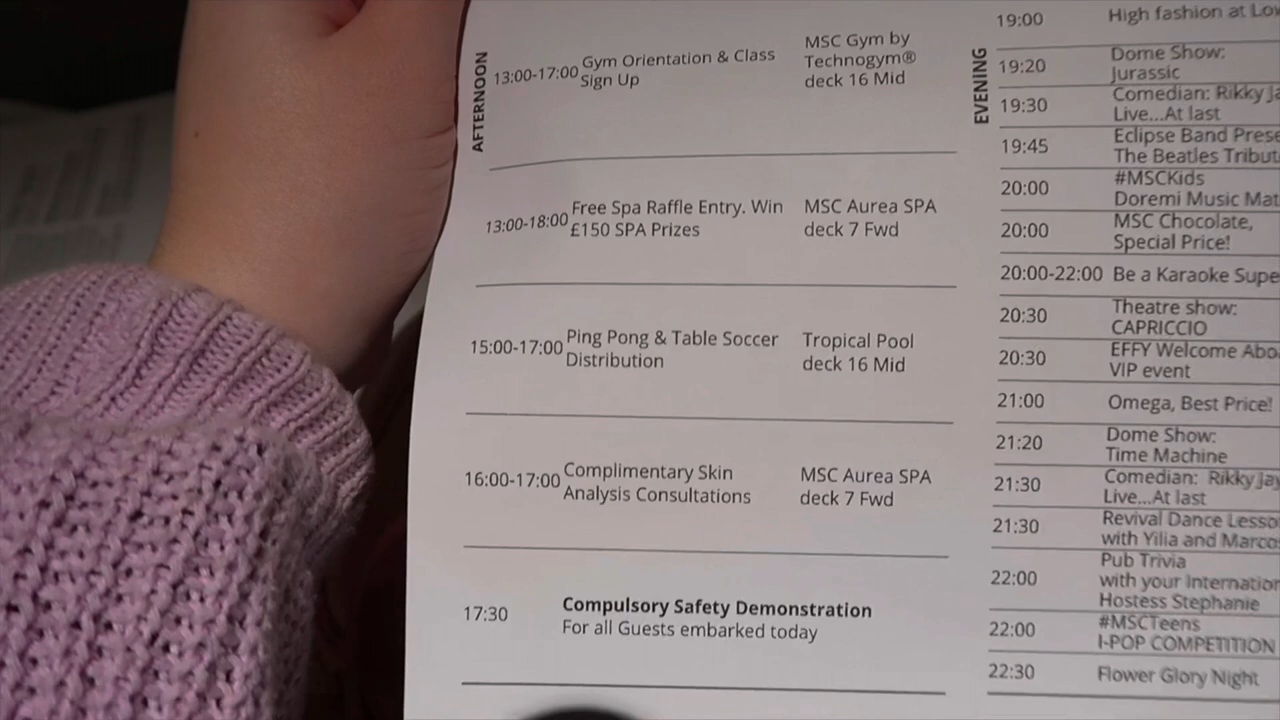 AFTERNOON
13:00-17:00 Gym Orientation & Class Sign Up MSC Gym by Technogym® deck 16 Mid
13:00-18:00 Free Spa Raffle Entry. Win £150 SPA Prizes MSC Aurea SPA deck 7 Fwd
15:00-17:00 Ping Pong & Table Soccer Distribution Tropical Pool deck 16 Mid
16:00-17:00 Complimentary Skin Analysis Consultations MSC Aurea SPA deck 7 Fwd
17:30 Compulsory Safety Demonstration
For all Guests embarked today
EVENING
19:00 High fashion at
19:20 Dome Show:
Jurassic
19:30 Comedian: Rikky
Live...At last
19:45 Eclipse Band
The Beatles
20:00 #MSCKids
Doremi Music
20:00 MSC Chocolate,
Special Price!
20:00-22:00 Be a Karaoke
20:30 Theatre show:
CAPRICCIO
20:30 EFFY Welcome
VIP event
21:00 Omega, Best Price!
21:20 Dome Show:
Time Machine
21:30 Comedian: Rikky
Live...At last
21:30 Revival Dance
with Yilia and
22:00 Pub Trivia
with your
Hostess Stephanie
22:00 #MSCTeens
I-POP COMPETITION
22:30 Flower Glory Night